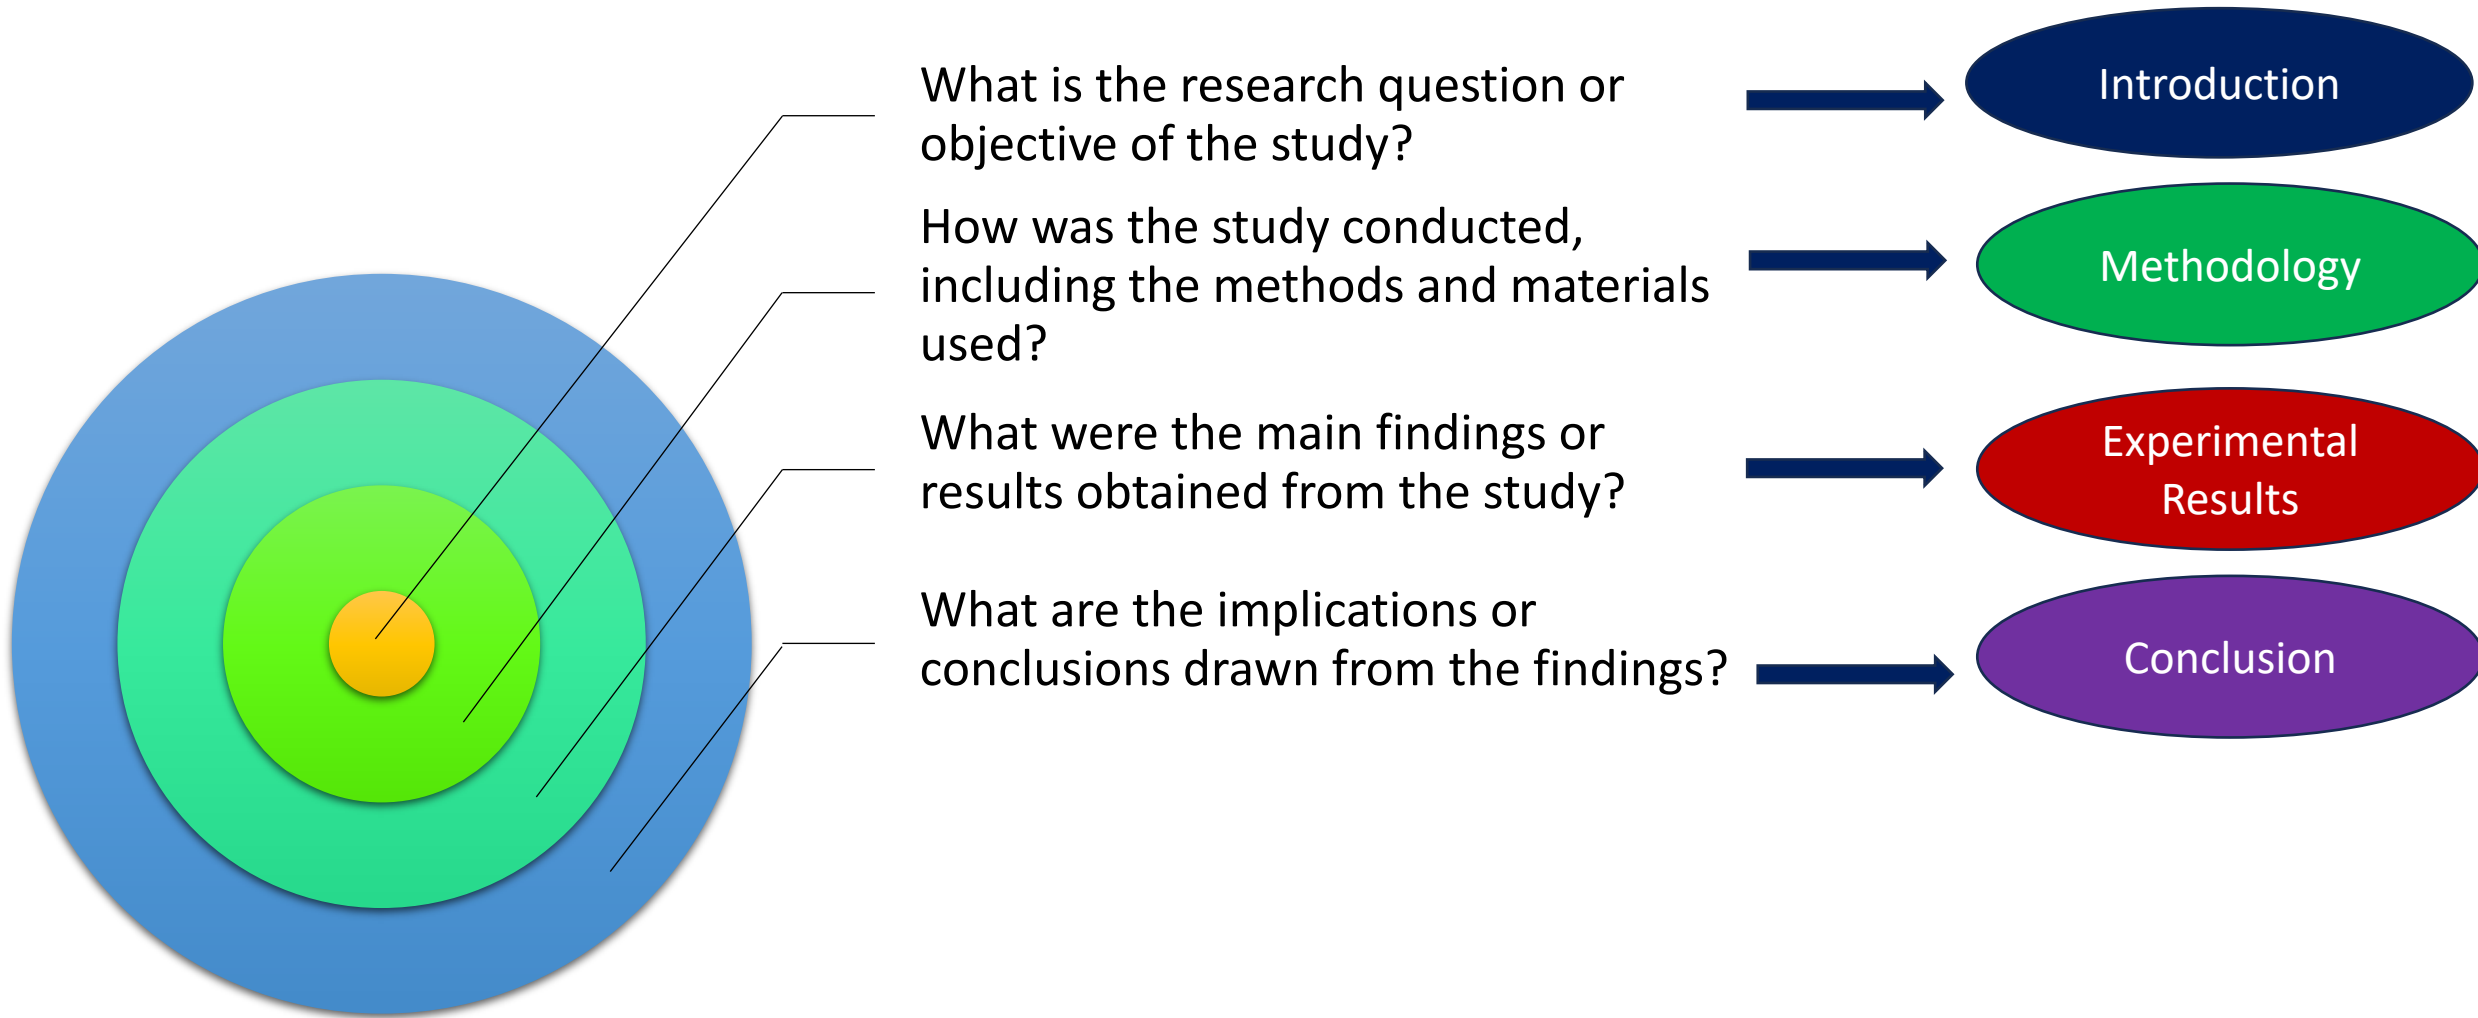 What is the research question or
objective of the study?
Introduction
How was the study conducted,
including the methods and materials
used?
Methodology
What were the main findings or
results obtained from the study?
Experimental
Results
What are the implications or
conclusions drawn from the findings?
Conclusion